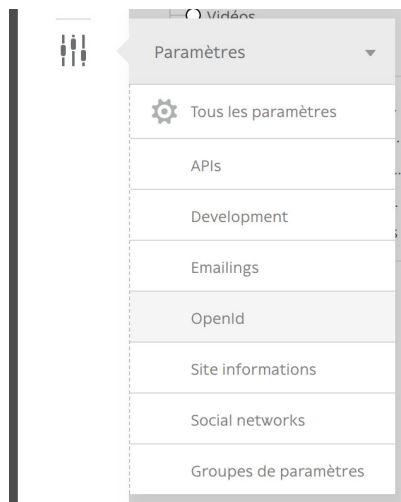 Vidéos
Paramètres
Tous les paramètres
APIs
Development
Emailings
OpenId
Site informations
Social networks
Groupes de paramètres